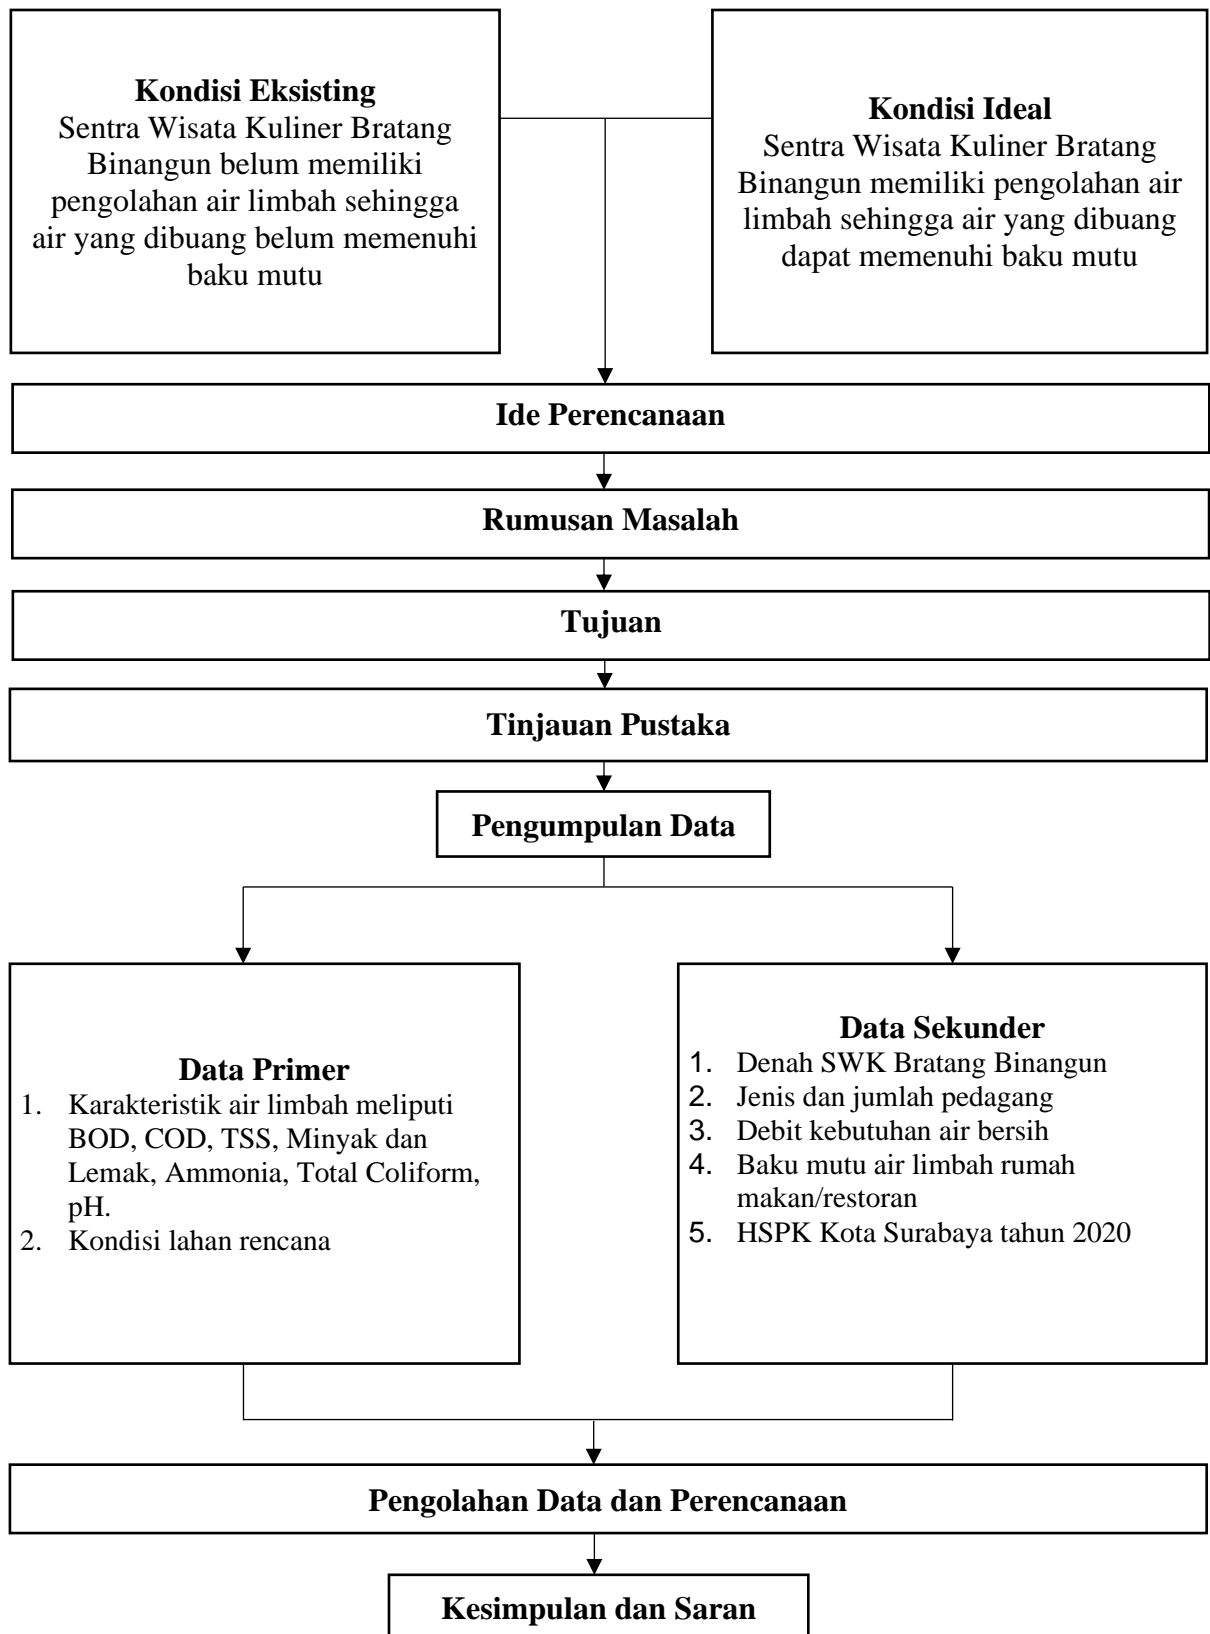 Kondisi Eksisting
Sentra Wisata Kuliner Bratang
Binangun belum memiliki
pengolahan air limbah sehingga
air yang dibuang belum memenuhi
baku mutu
Kondisi Ideal
Sentra Wisata Kuliner Bratang
Binangun memiliki pengolahan air
limbah sehingga air yang dibuang
dapat memenuhi baku mutu
Ide Perencanaan
Rumusan Masalah
Tujuan
Tinjauan Pustaka
Pengumpulan Data
Data Primer
1. Karakteristik air limbah meliputi
BOD, COD, TSS, Minyak dan
Lemak, Ammonia, Total Coliform,
pH.
2. Kondisi lahan rencana
Data Sekunder
1. Denah SWK Bratang Binangun
2. Jenis dan jumlah pedagang
3. Debit kebutuhan air bersih
4. Baku mutu air limbah rumah
makan/restoran
5. HSPK Kota Surabaya tahun 2020
Pengolahan Data dan Perencanaan
Kesimpulan dan Saran